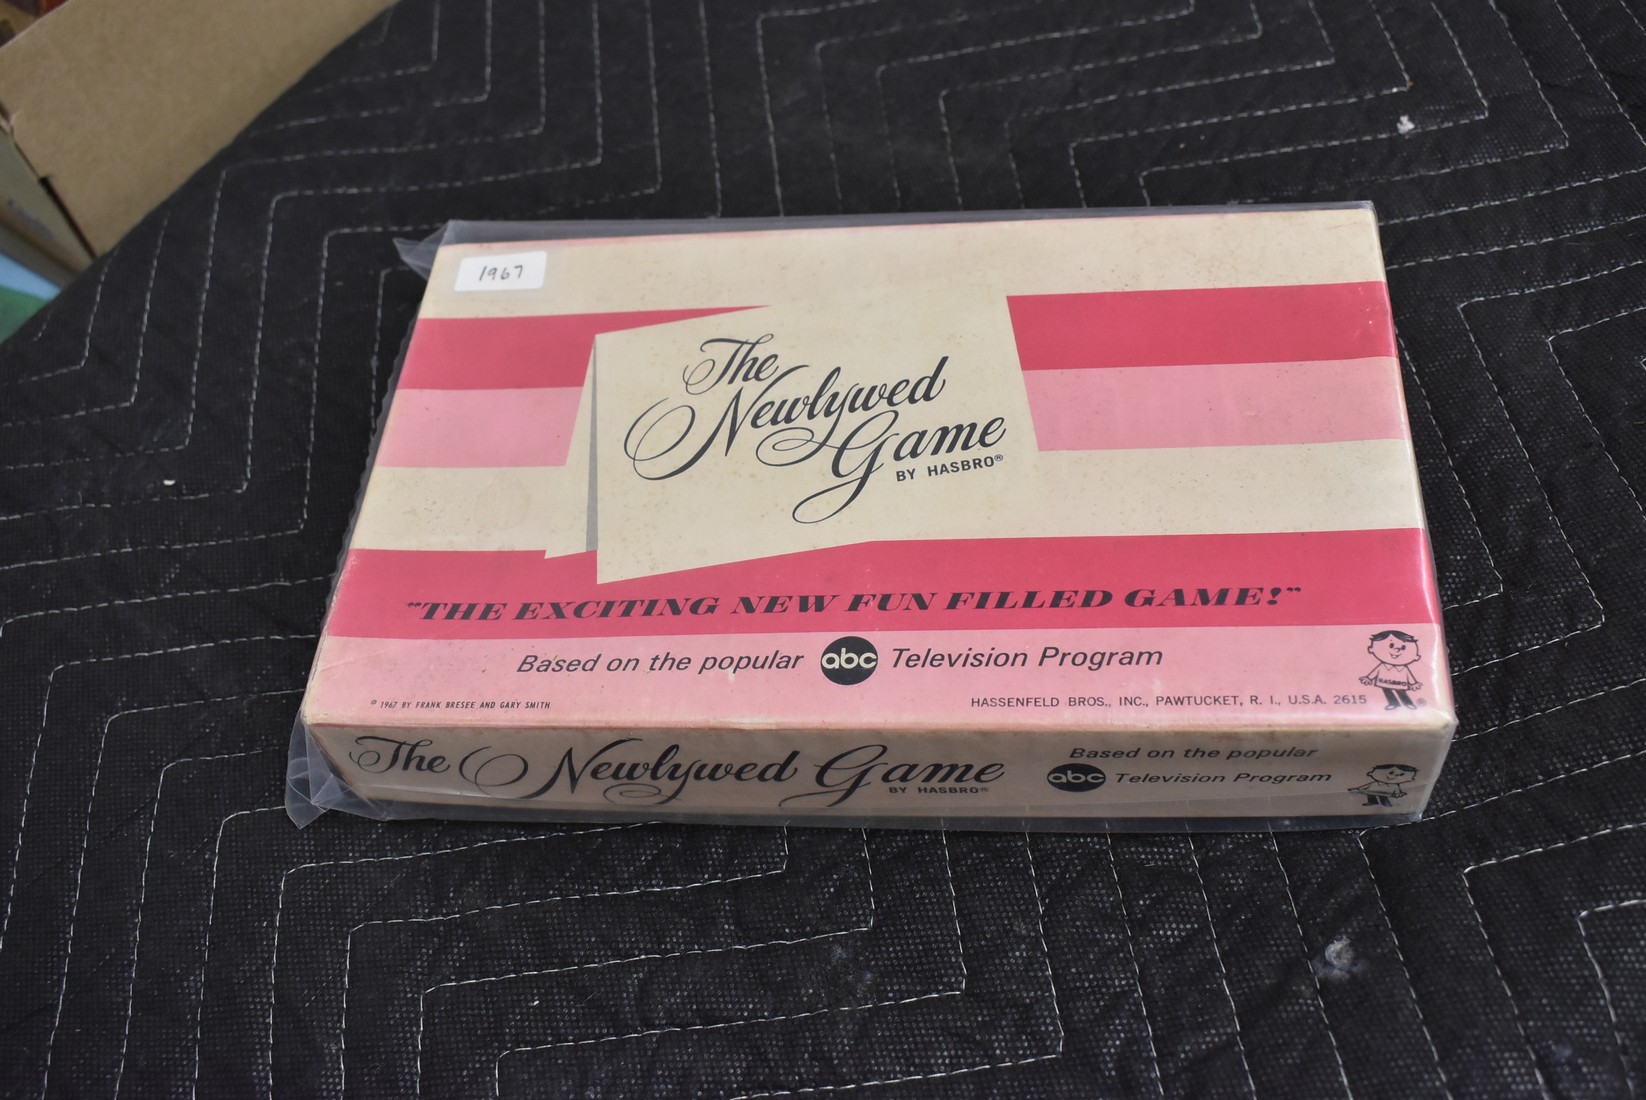 1967
The
Newlywed
Game
BY HASBRO®
"THE EXCITING NEW FUN FILLED GAME!"
Based on the popular abc Television Program
HASBRO
®
© 1967 BY FRANK BRESEE AND GARY SMITH
HASSENFELD BROS., INC., PAWTUCKET, R. I., U.S.A. 2615
The Newlywed Game
BY HASBRO®
Based on the popular
abc Television Program